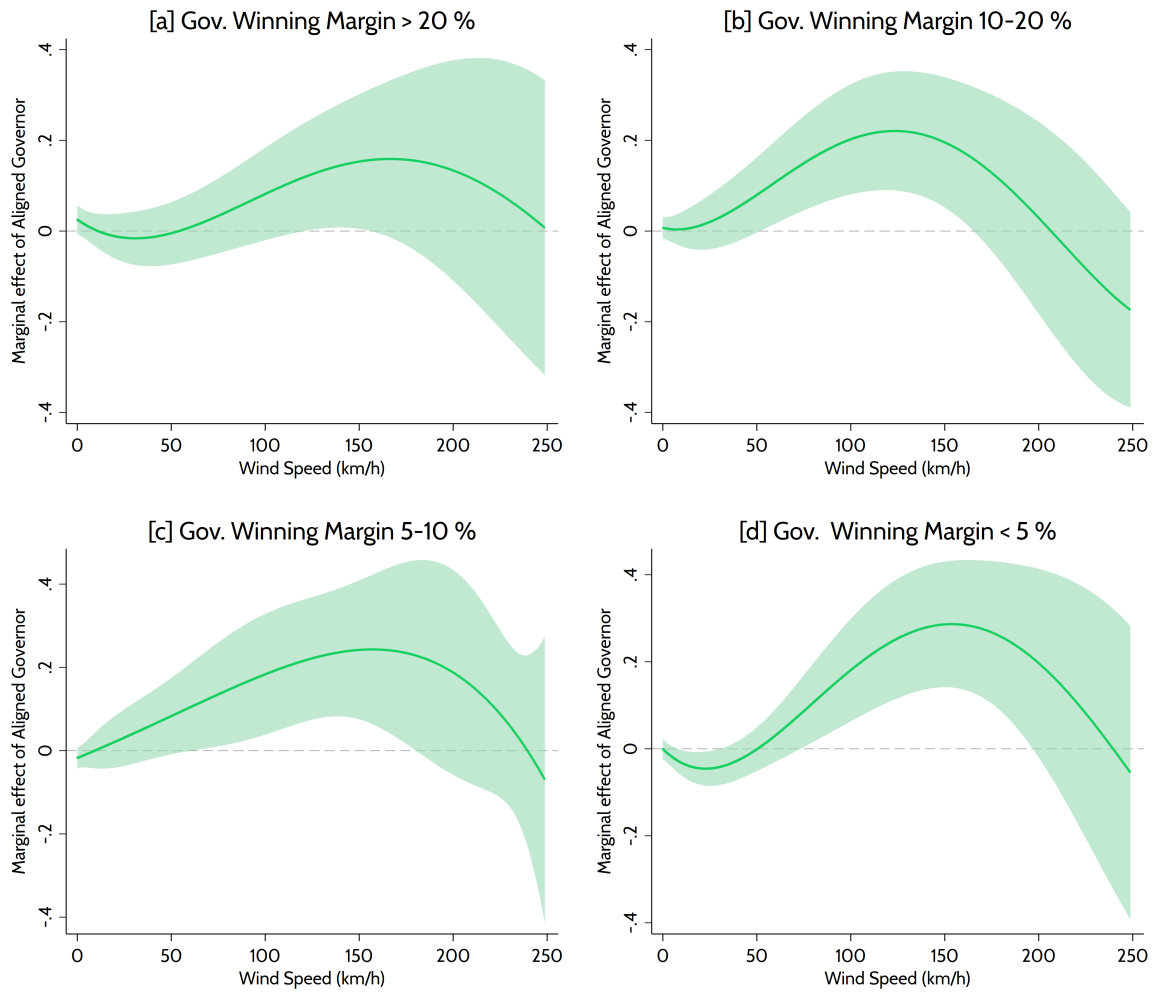 [a] Gov. Winning Margin > 20 %
Marginal effect of Aligned Governor
.4
.2
0
-.2
-.4
0 50 100 150 200 250
Wind Speed (km/h)
[b] Gov. Winning Margin 10-20 %
Marginal effect of Aligned Governor
.4
.2
0
-.2
-.4
0 50 100 150 200 250
Wind Speed (km/h)
[c] Gov. Winning Margin 5-10 %
Marginal effect of Aligned Governor
.4
.2
0
-.2
-.4
0 50 100 150 200 250
Wind Speed (km/h)
[d] Gov. Winning Margin < 5 %
Marginal effect of Aligned Governor
.4
.2
0
-.2
-.4
0 50 100 150 200 250
Wind Speed (km/h)